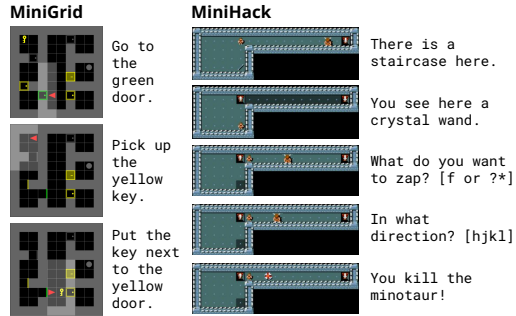 MiniGrid
Go to
the
green
door.
Pick up
the
yellow
key.
Put the
key next
to the
yellow
door.
MiniHack
There is a
staircase here.
You see here a
crystal wand.
What do you want
to zap? [f or ?*]
In what
direction? [hjkl]
You kill the
minotaur!